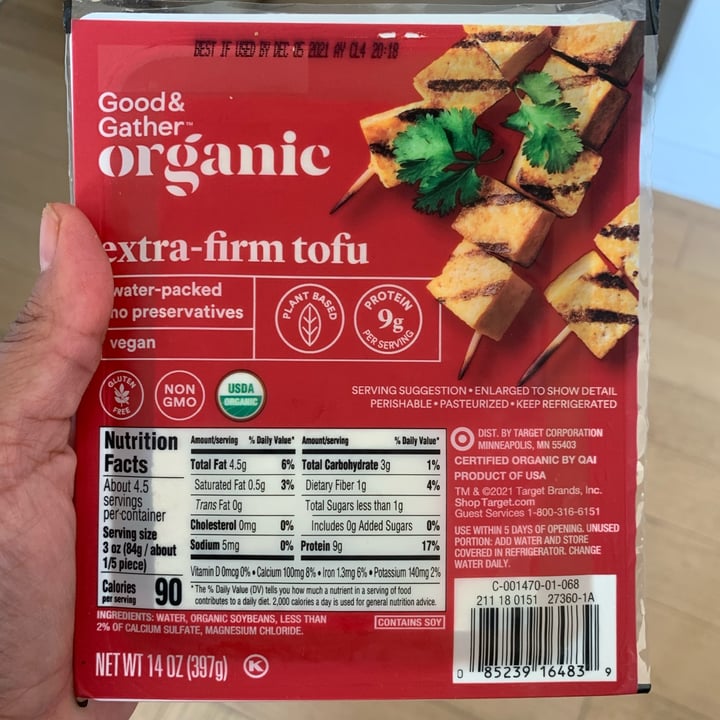 BEST IF USED BY DEC 05 2021 AY CL4 20:18
Good&
Gather™
organic
extra-firm tofu
water-packed
no preservatives
vegan
PLANT BASED
PROTEIN
9g
PER SERVING
GLUTEN
FREE
NON
GMO
USDA
ORGANIC
SERVING SUGGESTION • ENLARGED TO SHOW DETAIL
PERISHABLE • PASTEURIZED • KEEP REFRIGERATED
Nutrition
Facts
About 4.5
servings
per container
Serving size
3 oz (84g / about
1/5 piece)
Calories
per serving
90
Amount/serving % Daily Value*
Total Fat 4.5g 6%
Saturated Fat 0.5g 3%
Trans Fat 0g
Cholesterol 0mg 0%
Sodium 5mg 0%
Amount/serving % Daily Value*
Total Carbohydrate 3g 1%
Dietary Fiber 1g 4%
Total Sugars less than 1g
Includes 0g Added Sugars 0%
Protein 9g 17%
Vitamin D 0mcg 0% • Calcium 100mg 8% • Iron 1.3mg 6% • Potassium 140mg 2%
*The % Daily Value (DV) tells you how much a nutrient in a serving of food
contributes to a daily diet. 2,000 calories a day is used for general nutrition advice.
INGREDIENTS: WATER, ORGANIC SOYBEANS, LESS THAN
2% OF CALCIUM SULFATE, MAGNESIUM CHLORIDE.
CONTAINS SOY
NET WT 14 OZ (397g)
K
DIST. BY TARGET CORPORATION
MINNEAPOLIS, MN 55403
CERTIFIED ORGANIC BY QAI
PRODUCT OF USA
TM & ©2021 Target Brands, Inc.
ShopTarget.com
Guest Services 1-800-316-6151
USE WITHIN 5 DAYS OF OPENING. UNUSED
PORTION: ADD WATER AND STORE
COVERED IN REFRIGERATOR. CHANGE
WATER DAILY.
C-001470-01-068
211 18 0151 27360-1A
0 85239 16483 9